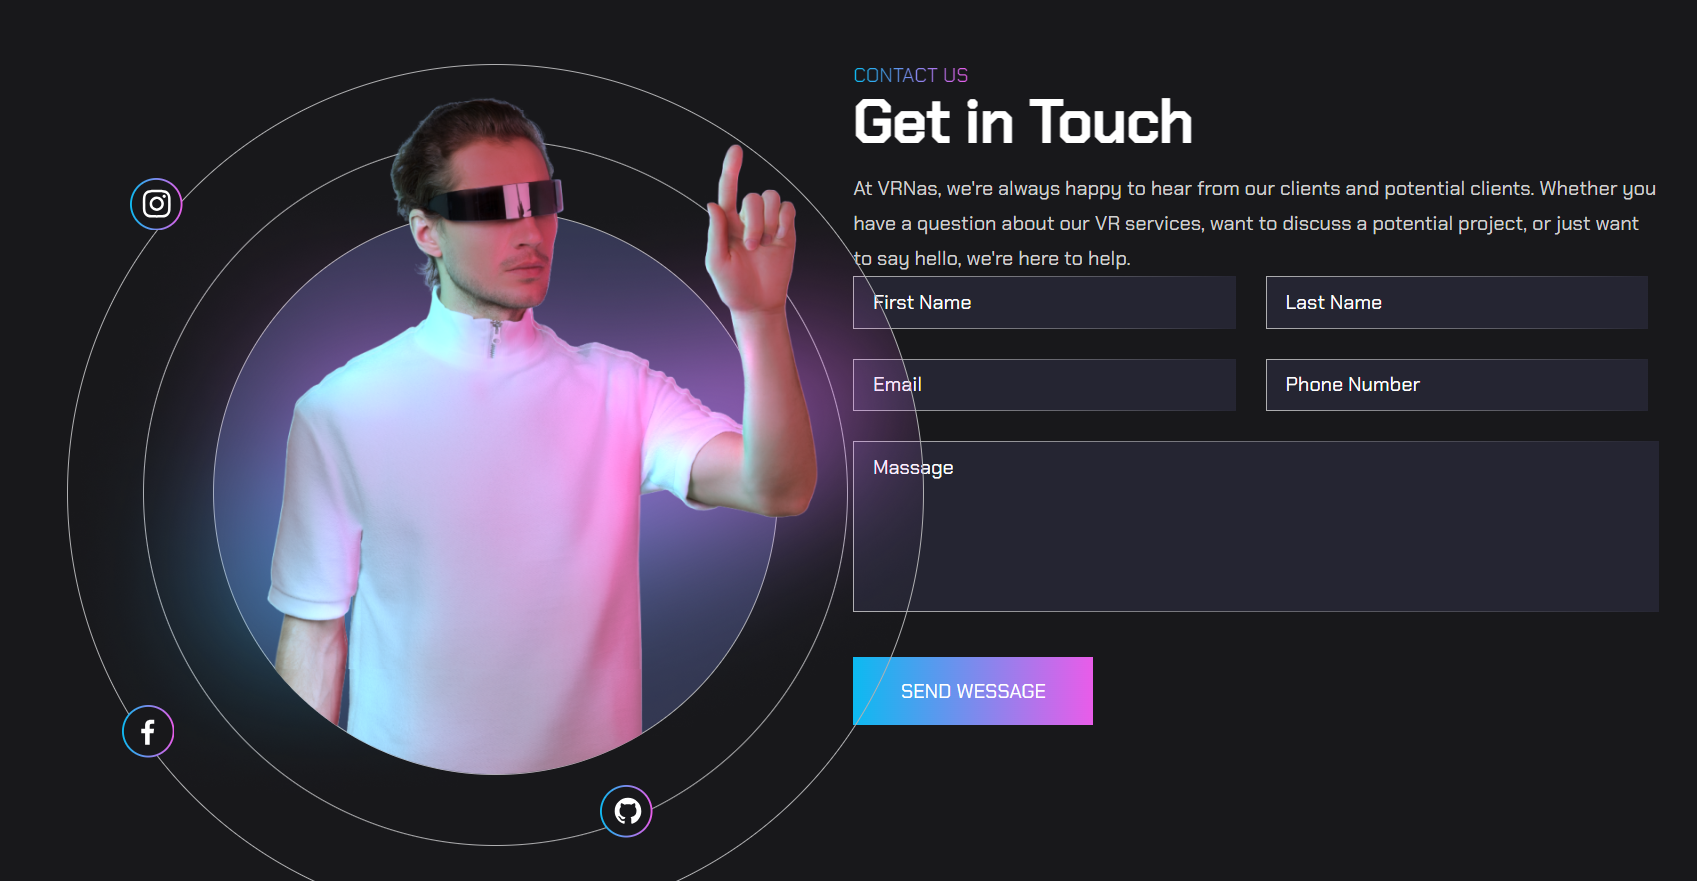 CONTACT US
Get in Touch
At VRNas, we're always happy to hear from our clients and potential clients. Whether you
have a question about our VR services, want to discuss a potential project, or just want
to say hello, we're here to help.
First Name
Last Name
Email
Phone Number
Massage
SEND WESSAGE